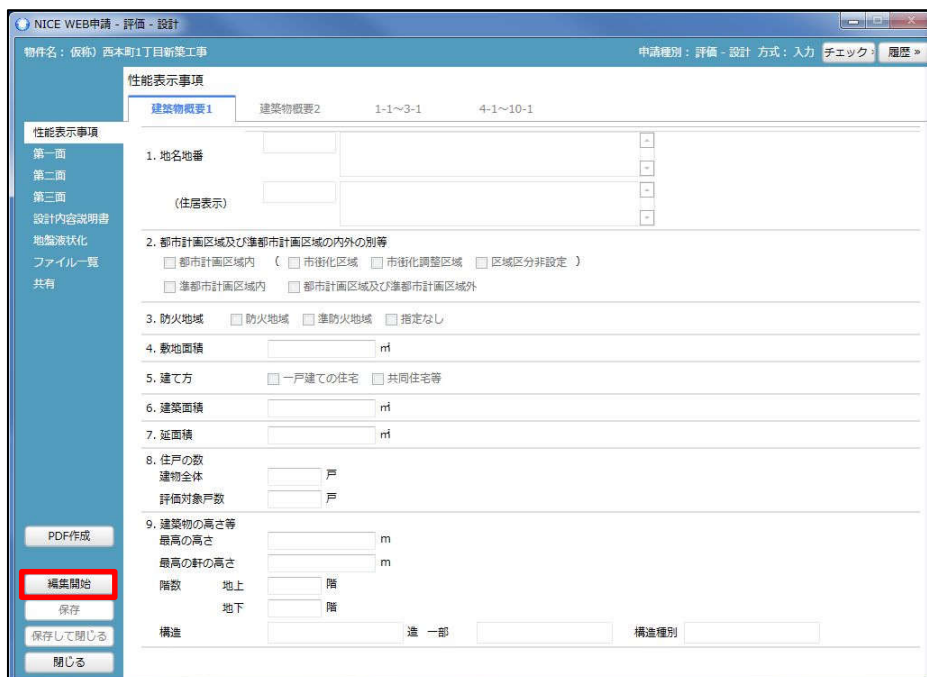 NICE WEB申請 - 評価 - 設計
物件名：仮称）西本町1丁目新築工事 申請種別：評価 - 設計 方式：入力 チェック 履歴 »
性能表示事項
建築物概要1 建築物概要2 1-1～3-1 4-1～10-1
性能表示事項
第一面
第二面
第三面
設計内容説明書
地盤液状化
ファイル一覧
共有
PDF作成
編集開始
保存
保存して閉じる
閉じる
1. 地名地番
（住居表示）
2. 都市計画区域及び準都市計画区域の内外の別等
都市計画区域内 （ 市街化区域 市街化調整区域 区域区分非設定 ）
準都市計画区域内 都市計画区域及び準都市計画区域外
3. 防火地域 防火地域 準防火地域 指定なし
4. 敷地面積 ㎡
5. 建て方 一戸建ての住宅 共同住宅等
6. 建築面積 ㎡
7. 延面積 ㎡
8. 住戸の数
建物全体 戸
評価対象戸数 戸
9. 建築物の高さ等
最高の高さ m
最高の軒の高さ m
階数 地上 階
地下 階
構造 造 一部 構造種別